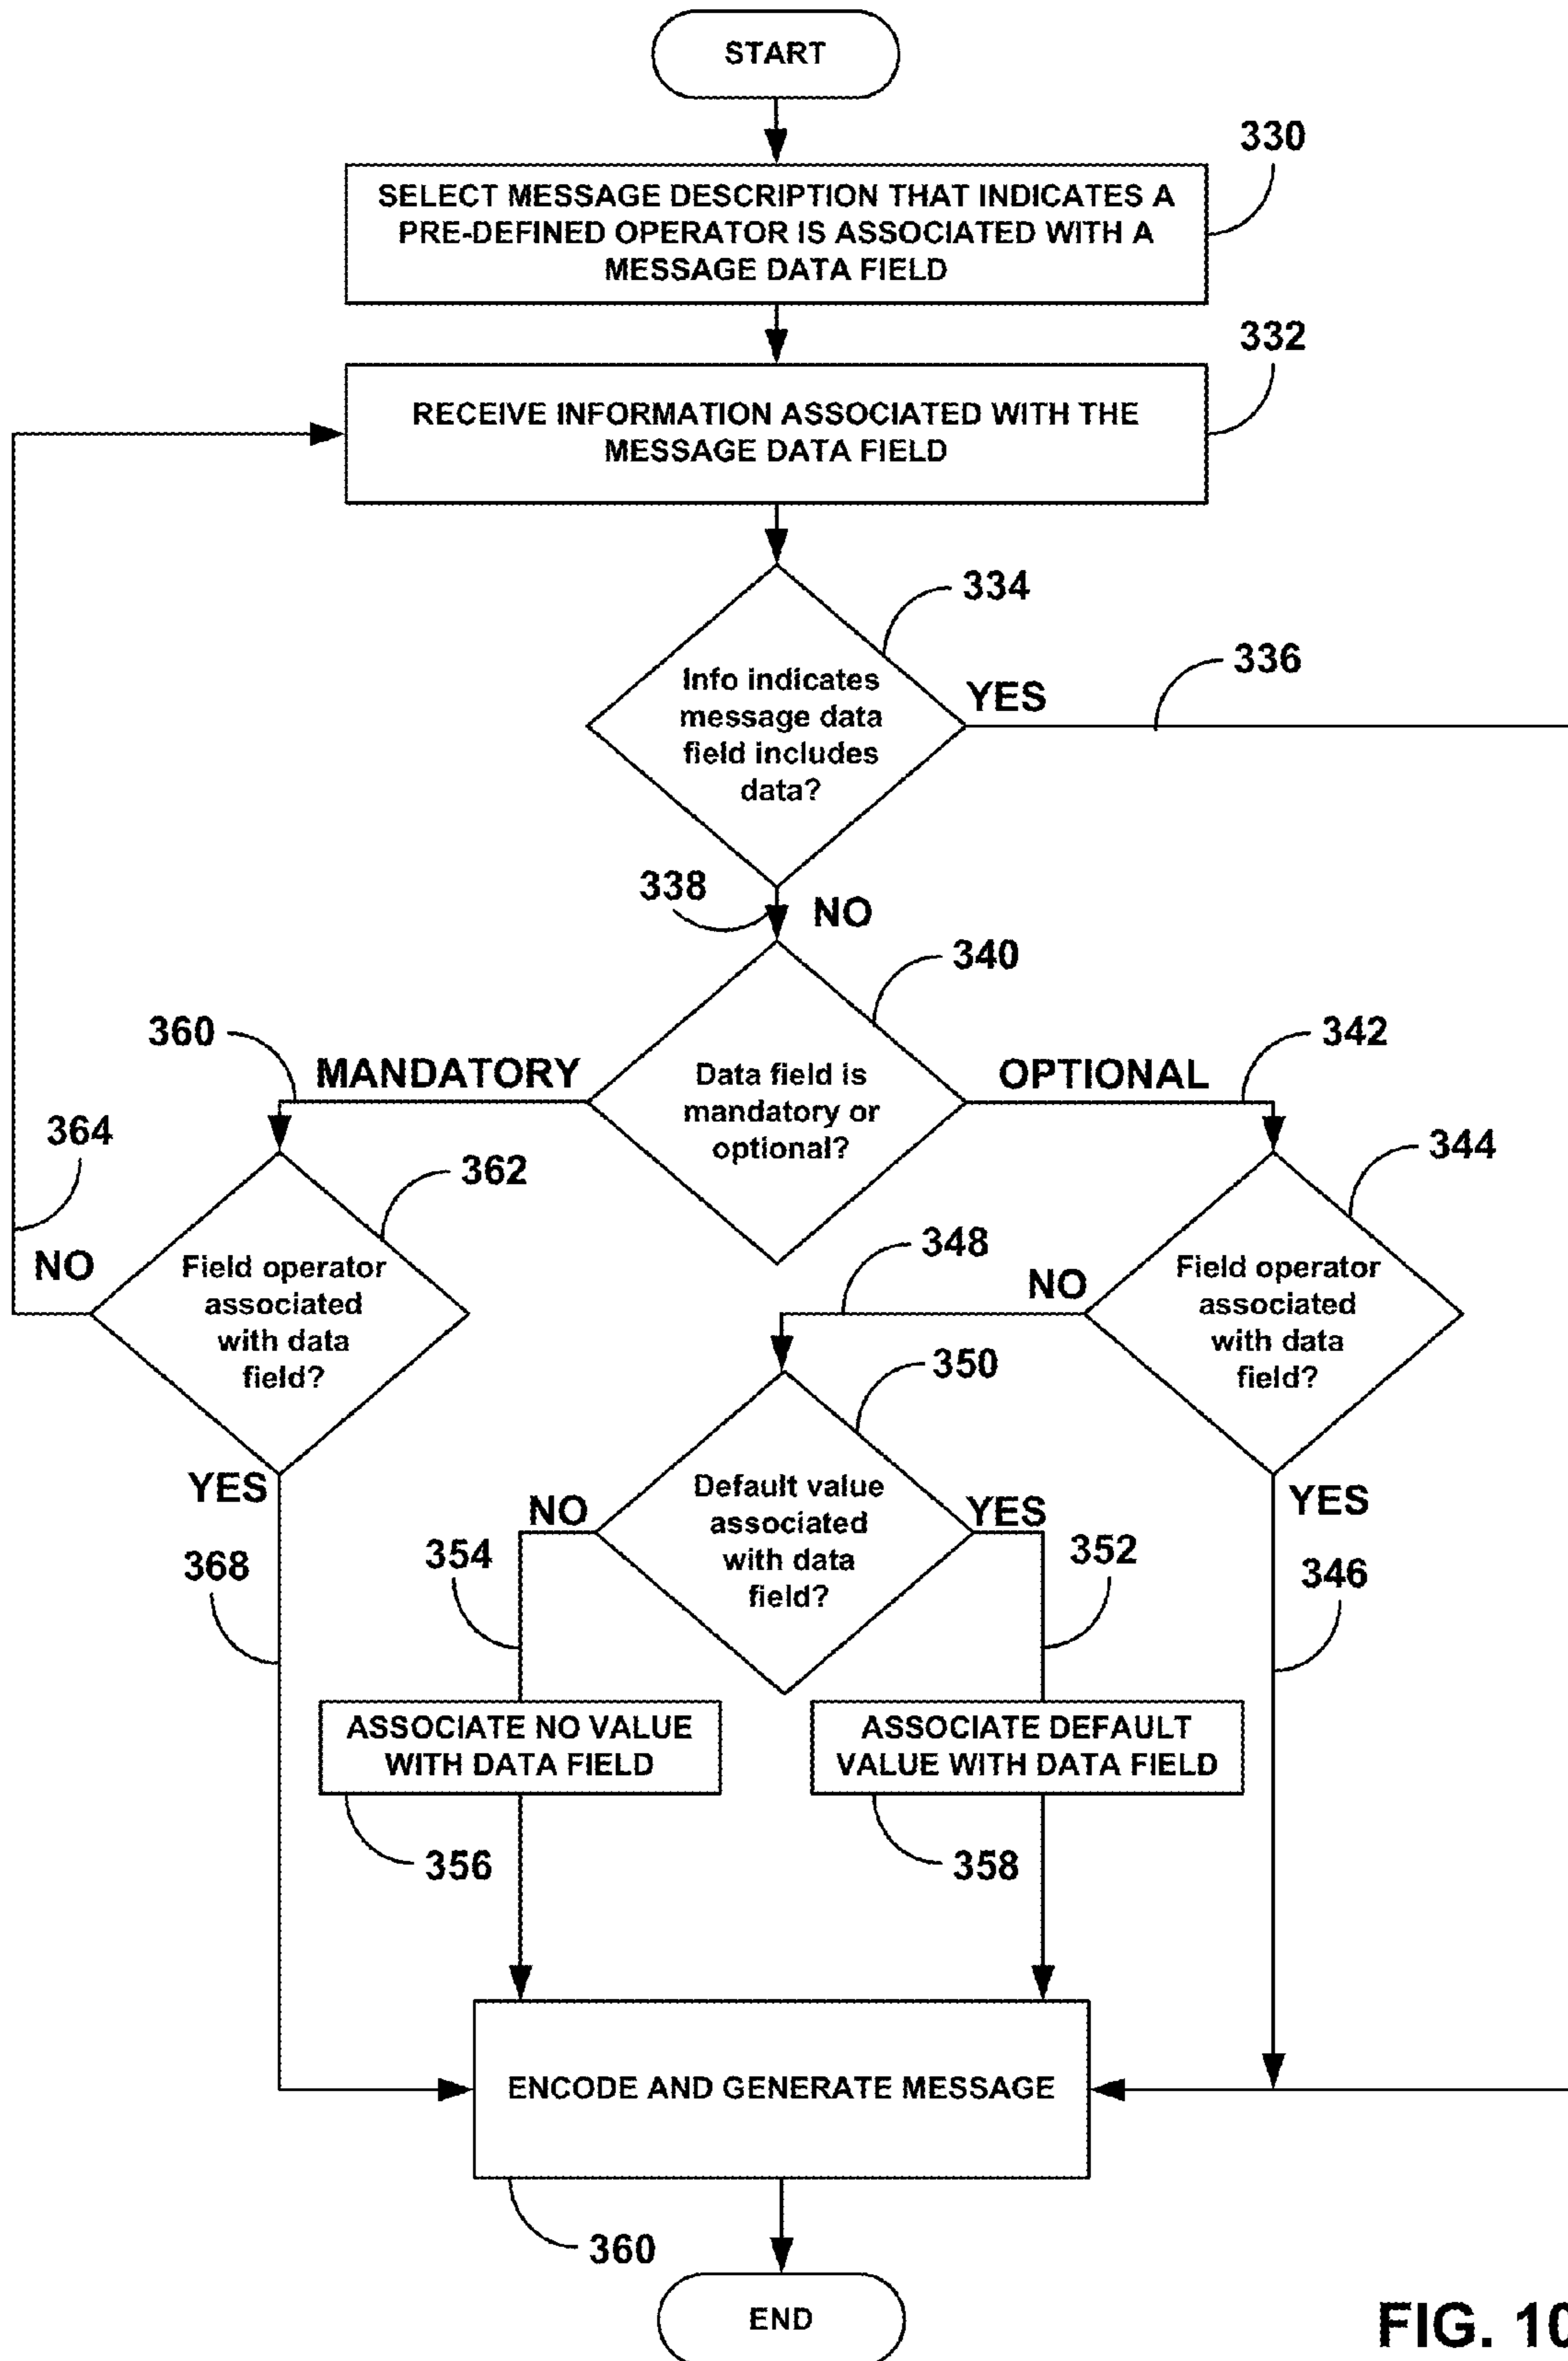 START
330
SELECT MESSAGE DESCRIPTION THAT INDICATES A
PRE-DEFINED OPERATOR IS ASSOCIATED WITH A
MESSAGE DATA FIELD
332
RECEIVE INFORMATION ASSOCIATED WITH THE
MESSAGE DATA FIELD
334
336
Info indicates
message data
field includes
data?
YES
338
NO
340
360
MANDATORY
Data field is
mandatory or
optional?
OPTIONAL
342
364
362
344
NO
Field operator
associated
with data
field?
348
NO
Field operator
associated
with data
field?
350
YES
NO
Default value
associated
with data
field?
YES
YES
368
354
352
346
ASSOCIATE NO VALUE
WITH DATA FIELD
ASSOCIATE DEFAULT
VALUE WITH DATA FIELD
356
358
ENCODE AND GENERATE MESSAGE
360
END
FIG. 10